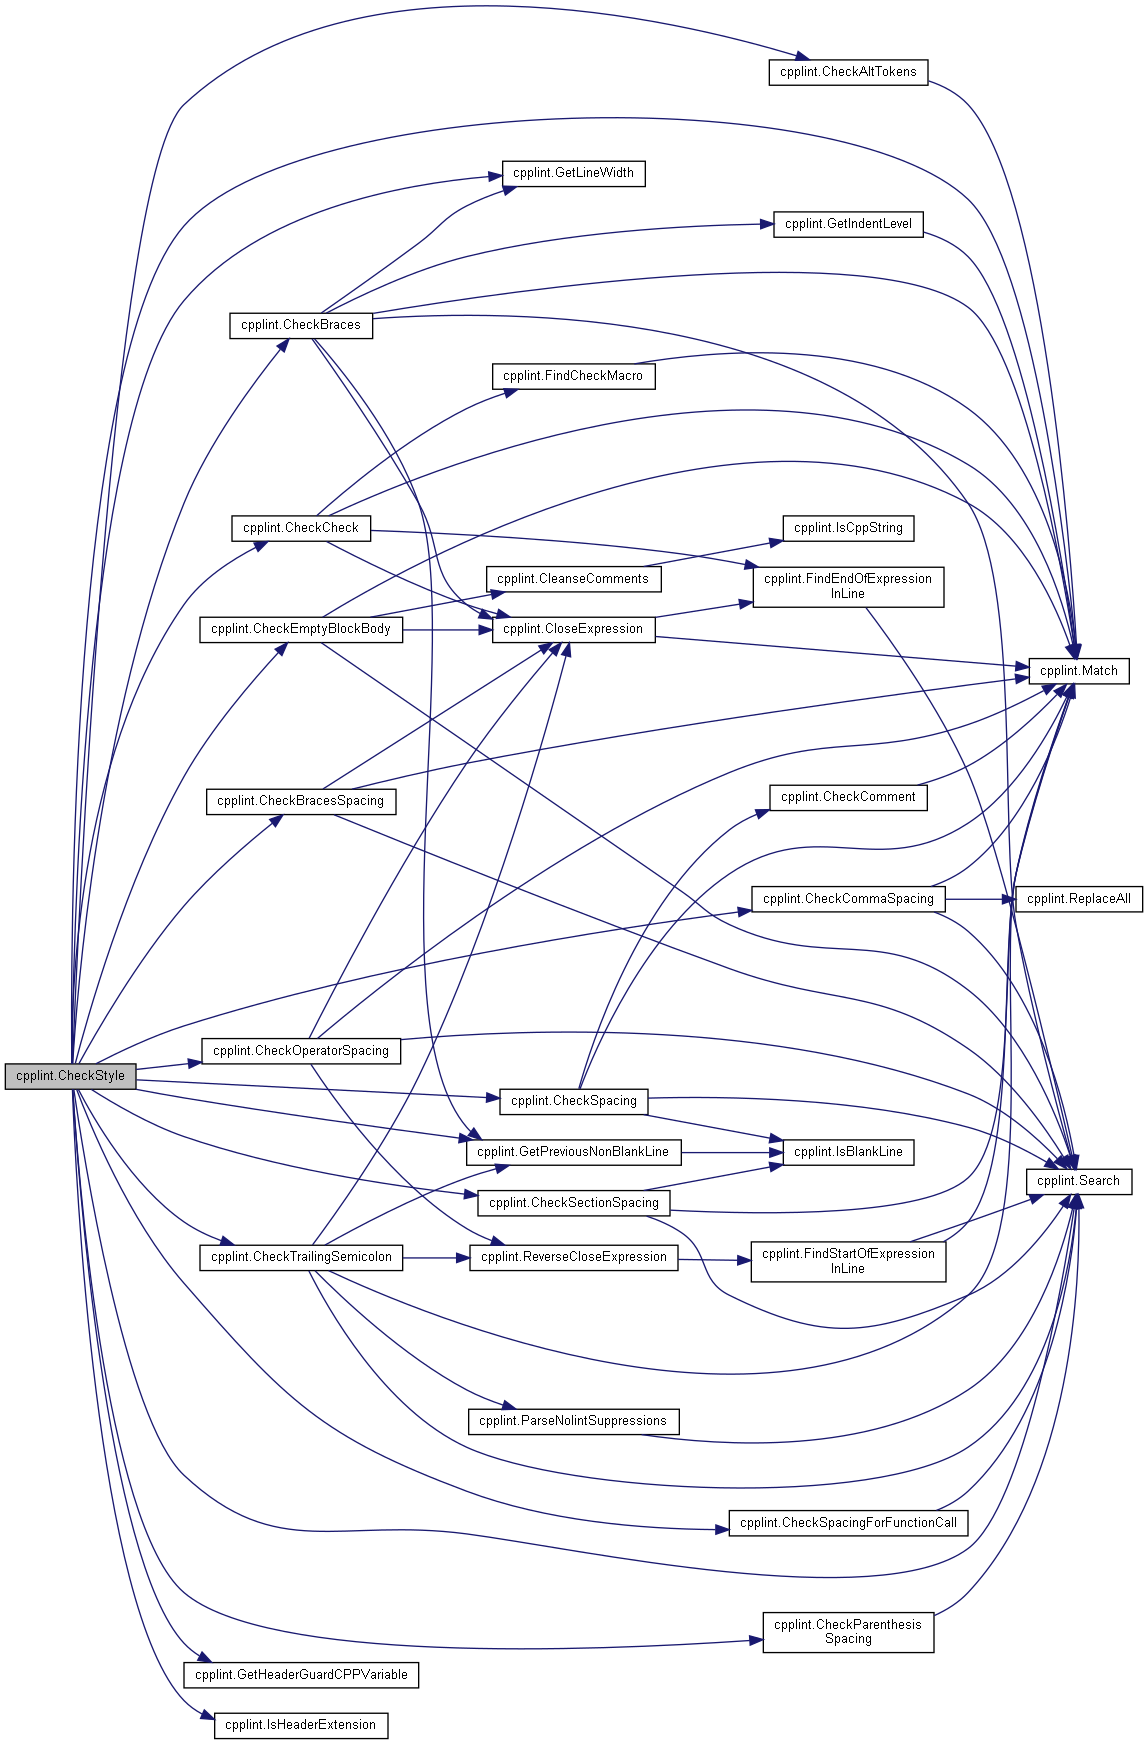 cpplint.CheckAltTokens
cpplint.GetLineWidth
cpplint.GetIndentLevel
cpplint.CheckBraces
cpplint.FindCheckMacro
cpplint.CheckCheck
cpplint.IsCppString
cpplint.CleanseComments
cpplint.FindEndOfExpression
InLine
cpplint.CheckEmptyBlockBody
cpplint.CloseExpression
cpplint.Match
cpplint.CheckBracesSpacing
cpplint.CheckComment
cpplint.CheckCommaSpacing
cpplint.ReplaceAll
cpplint.CheckOperatorSpacing
cpplint.CheckStyle
cpplint.CheckSpacing
cpplint.GetPreviousNonBlankLine
cpplint.IsBlankLine
cpplint.Search
cpplint.CheckSectionSpacing
cpplint.CheckTrailingSemicolon
cpplint.ReverseCloseExpression
cpplint.FindStartOfExpression
InLine
cpplint.ParseNolintSuppressions
cpplint.CheckSpacingForFunctionCall
cpplint.CheckParenthesis
Spacing
cpplint.GetHeaderGuardCPPVariable
cpplint.IsHeaderExtension